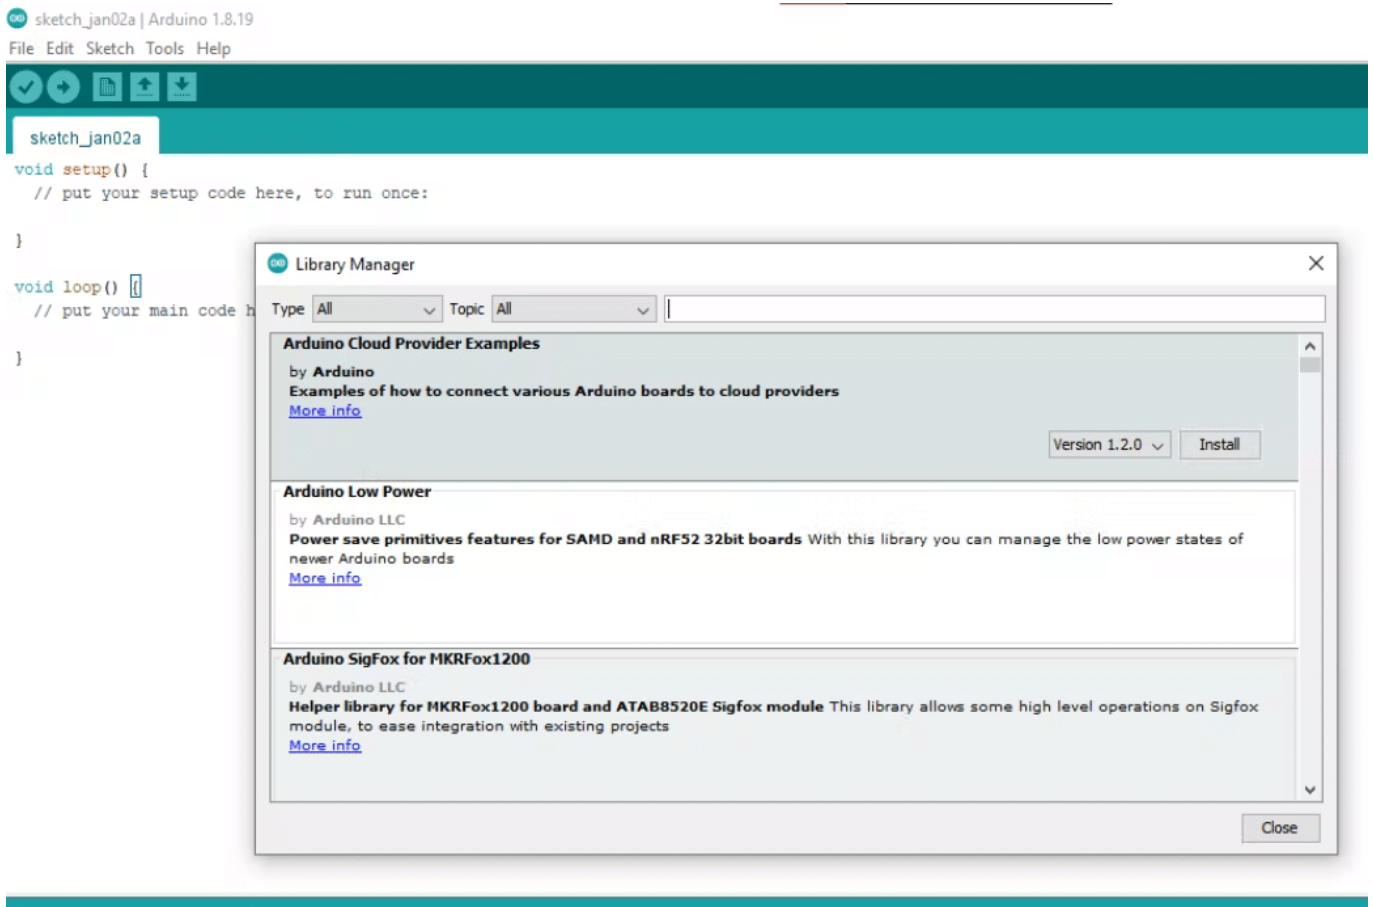 sketch_jan02a | Arduino 1.8.19
File Edit Sketch Tools Help
sketch_jan02a
void setup() {
// put your setup code here, to run once:
}
void loop() {
// put your main code h
}
Library Manager
Type All Topic All
Arduino Cloud Provider Examples
by Arduino
Examples of how to connect various Arduino boards to cloud providers
More info
Version 1.2.0 Install
Arduino Low Power
by Arduino LLC
Power save primitives features for SAMD and nRF52 32bit boards With this library you can manage the low power states of
newer Arduino boards
More info
Arduino SigFox for MKRFox1200
by Arduino LLC
Helper library for MKRFox1200 board and ATAB8520E Sigfox module This library allows some high level operations on Sigfox
module, to ease integration with existing projects
More info
Close